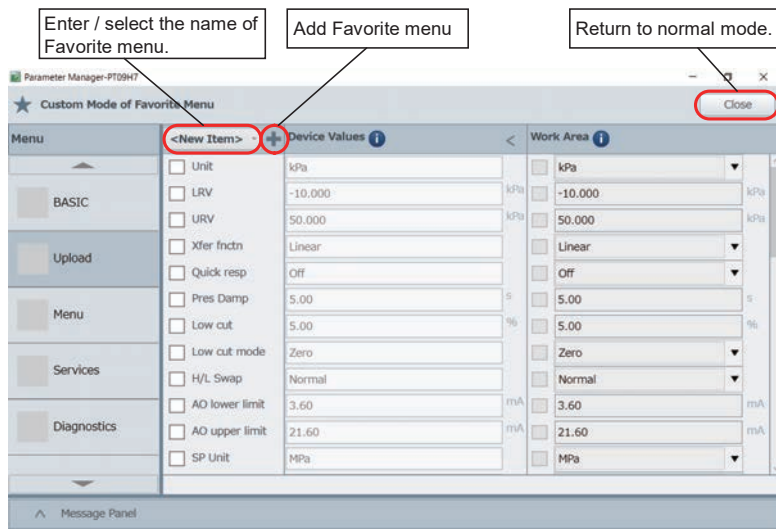 Enter / select the name of
Favorite menu.
Add Favorite menu
Return to normal mode.
Parameter Manager-PT09H7
Custom Mode of Favorite Menu
Close
Menu
<New Item>
Device Values
<
Work Area
BASIC
Upload
Menu
Services
Diagnostics
Unit kPa kPa
LRV -10.000 kPa -10.000 kPa
URV 50.000 kPa 50.000 kPa
Xfer fnctn Linear Linear
Quick resp Off Off
Pres Damp 5.00 s 5.00 s
Low cut 5.00 % 5.00 %
Low cut mode Zero Zero
H/L Swap Normal Normal
AO lower limit 3.60 mA 3.60 mA
AO upper limit 21.60 mA 21.60 mA
SP Unit MPa MPa
Message Panel